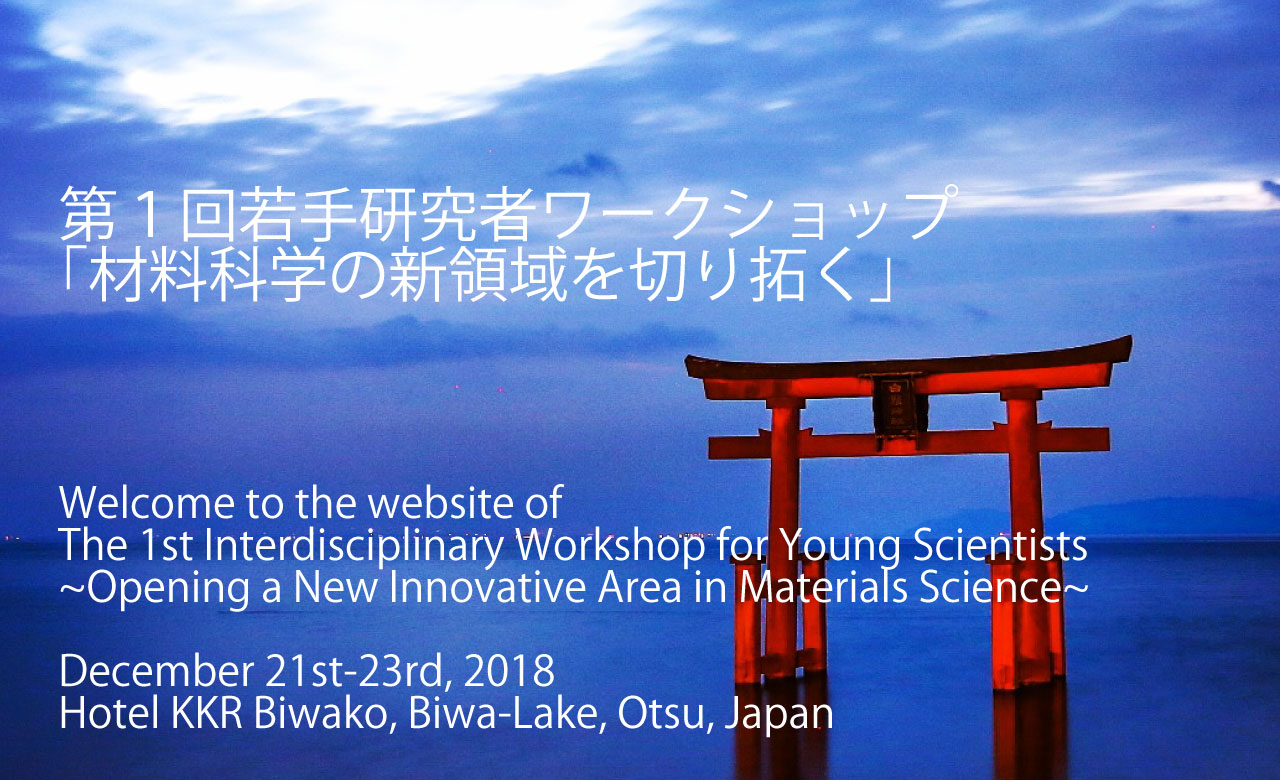 第1回若手研究者ワークショップ
「材料科学の新領域を切り拓く」
Welcome to the website of
The 1st Interdisciplinary Workshop for Young Scientists
~Opening a New Innovative Area in Materials Science~
December 21st-23rd, 2018
Hotel KKR Biwako, Biwa-Lake, Otsu, Japan